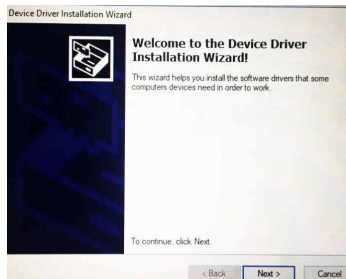 Device Driver Installation Wizard
Welcome to the Device Driver
Installation Wizard!
This wizard helps you install the software drivers that some
computers devices need in order to work.
To continue, click Next.
< Back
Next >
Cancel